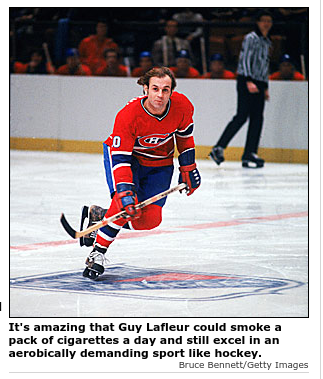 0
It's amazing that Guy Lafleur could smoke a
pack of cigarettes a day and still excel in an
aerobically demanding sport like hockey.
Bruce Bennett/Getty Images